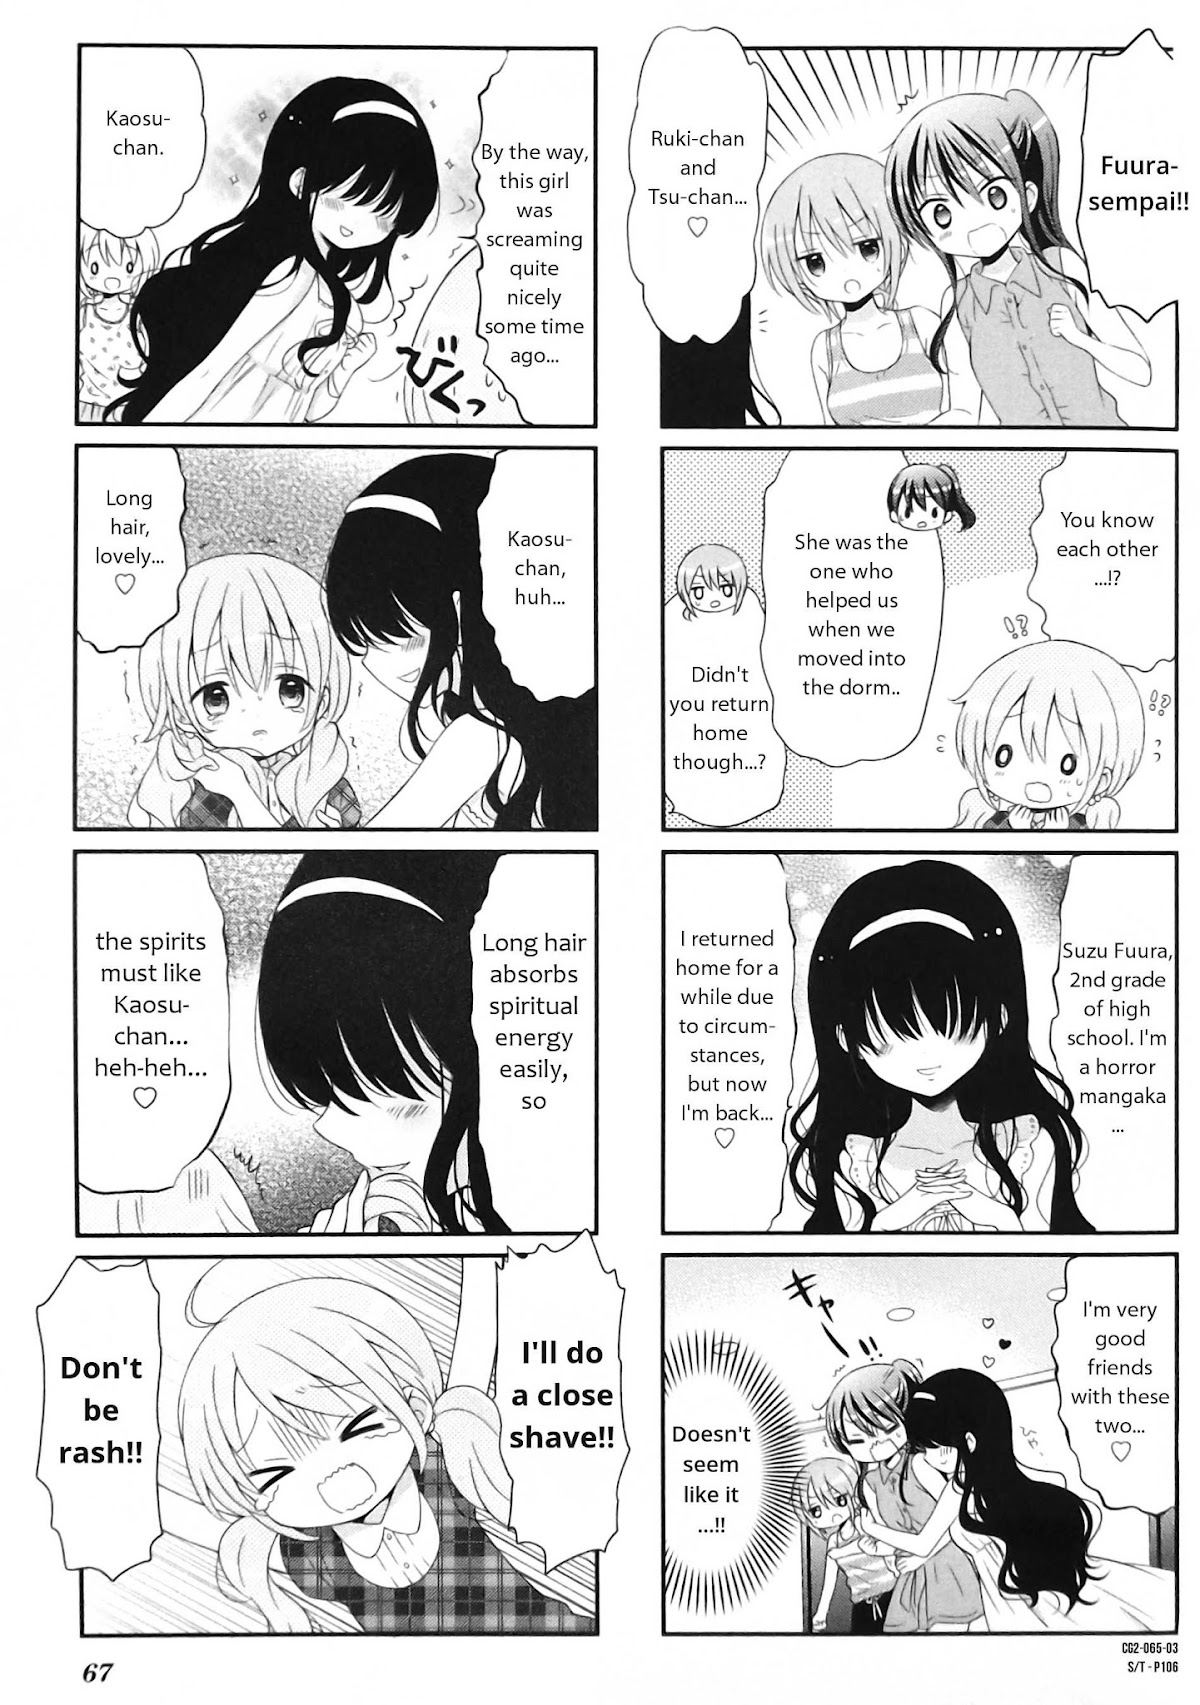 Fuura-
sempai!!
Ruki-chan
and
Tsu-chan...
♡
You know
each other
...!?
!?
!?
She was the
one who
helped us
when we
moved into
the dorm..
Didn't
you return
home
though...?
Suzu Fuura,
2nd grade
of high
school. I'm
a horror
mangaka
...
I returned
home for a
while due
to circum-
stances,
but now
I'm back...
♡
I'm very
good
friends
with these
two...
♡
キャー!!
Doesn't
seem
like it
...!!
By the way,
this girl
was
screaming
quite
nicely
some time
ago...
Kaosu-
chan.
びくっ
Kaosu-
chan,
huh...
Long
hair,
lovely...
♡
Long hair
absorbs
spiritual
energy
easily,
so
the spirits
must like
Kaosu-
chan...
heh-heh...
♡
I'll do
a close
shave!!
Don't
be
rash!!
67
CG2-065-03
S/T - P106